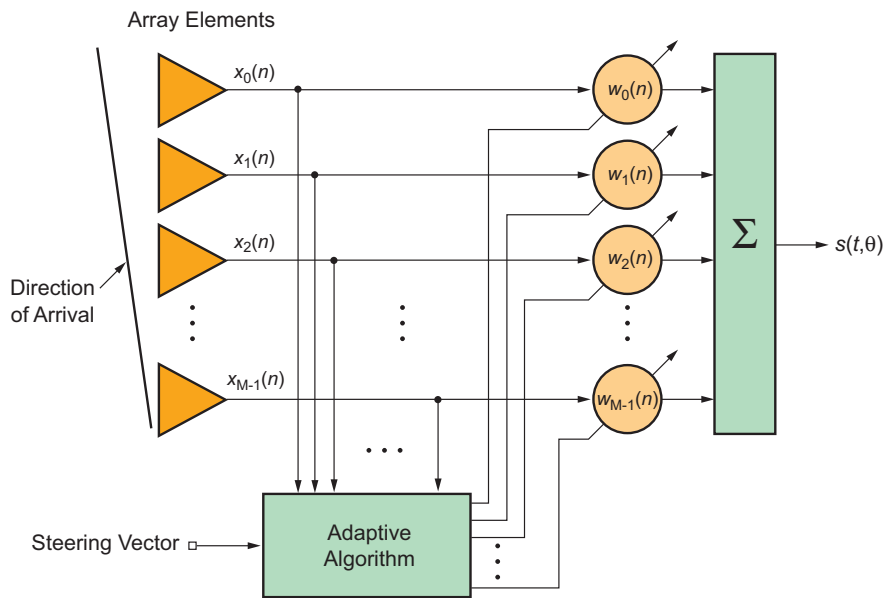 Array Elements
x0(n)
w0(n)
x1(n)
w1(n)
x2(n)
w2(n)
Σ
s(t,θ)
Direction
of Arrival
xM-1(n)
wM-1(n)
Steering Vector
Adaptive
Algorithm